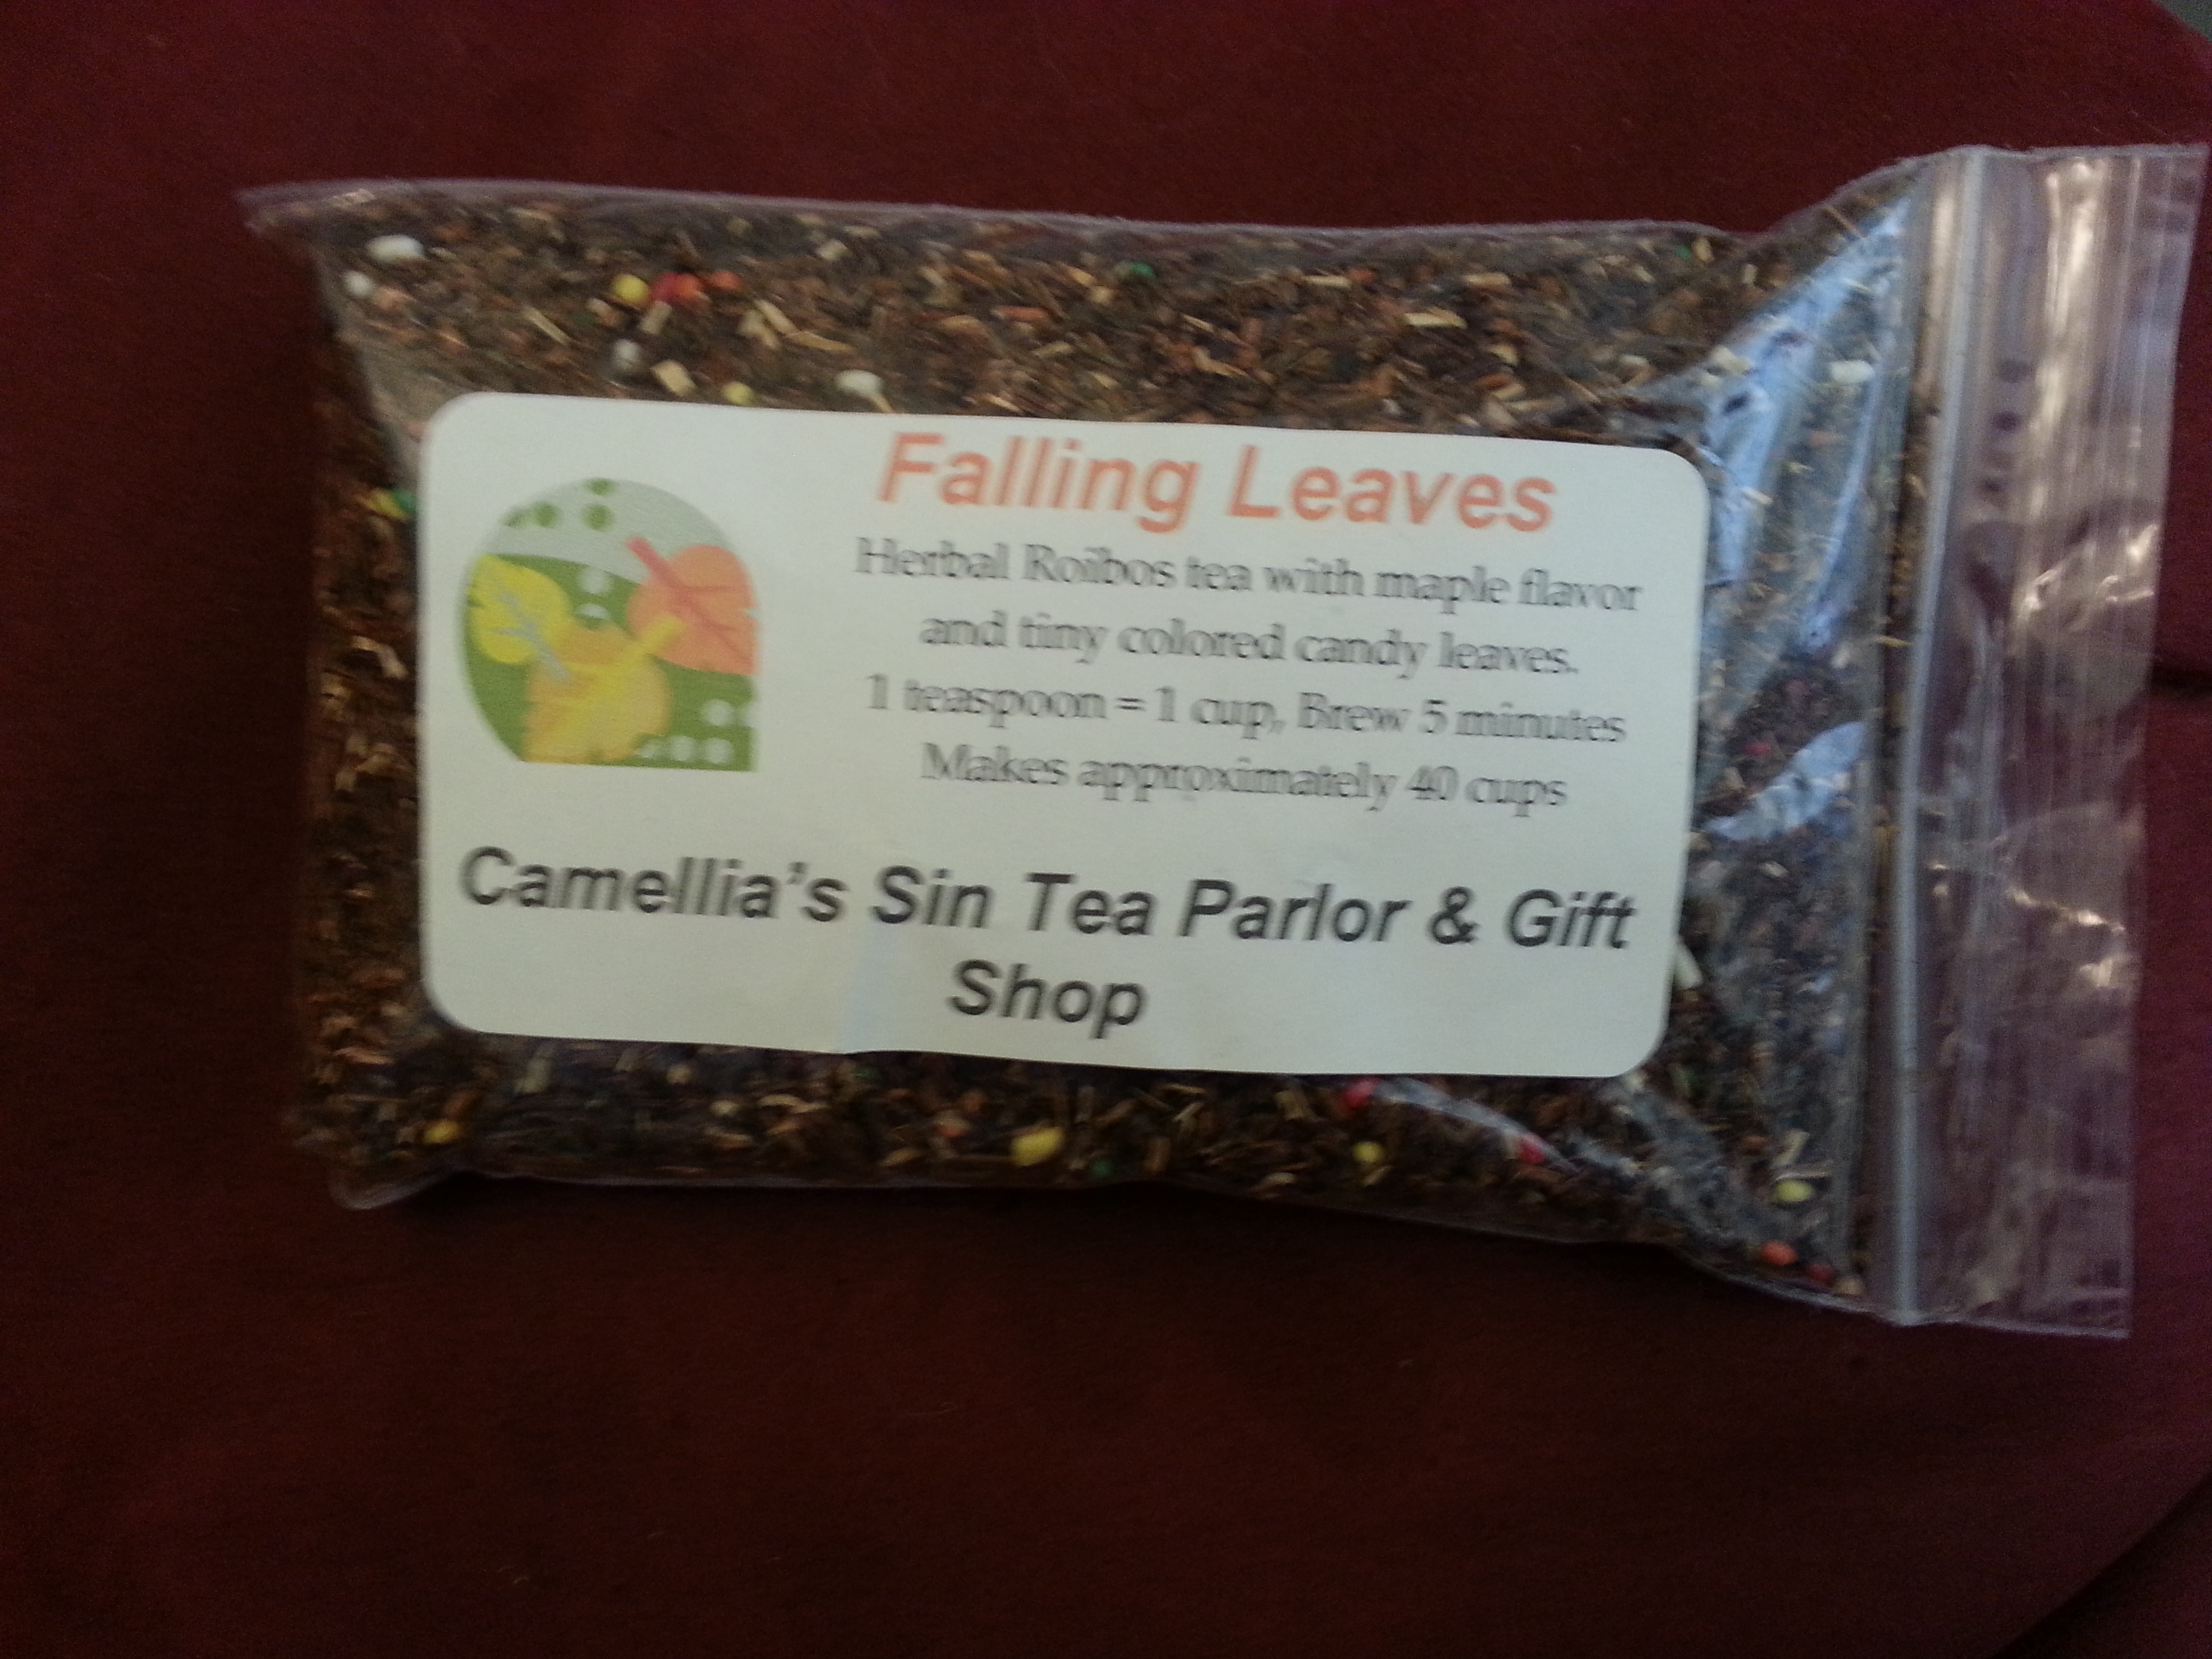 Falling Leaves
Herbal Roibos tea with maple flavor
and tiny colored candy leaves.
1 teaspoon = 1 cup, Brew 5 minutes
Makes approximately 40 cups
Camellia's Sin Tea Parlor & Gift
Shop